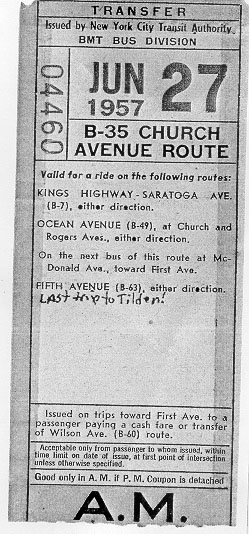 TRANSFER
Issued by New York City Transit Authority
BMT BUS DIVISION
04460
JUN 27
1957
B-35 CHURCH
AVENUE ROUTE
Valid for a ride on the following routes:
KINGS HIGHWAY-SARATOGA AVE.
(B-7), either direction.
OCEAN AVENUE (B-49), at Church and
Rogers Aves., either direction.
On the next bus of this route at Mc-
Donald Ave., toward First Ave.
FIFTH AVENUE (B-63), either direction.
Last trip to Tilden!
Issued on trips toward First Ave. to a
passenger paying a cash fare or transfer
of Wilson Ave. (B-60) route.
Acceptable only from passenger to whom issued, within
time limit on date of issue, at first point of intersection
unless otherwise specified.
Good only in A.M. if P.M. Coupon is detached
A.M.